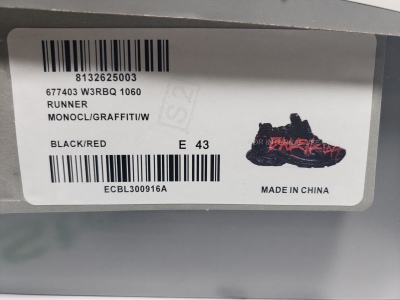 8132625003
677403 W3RBQ 1060
RUNNER
MONOCL/GRAFFITI/W
BLACK/RED E 43
ECBL300916A
MADE IN CHINA